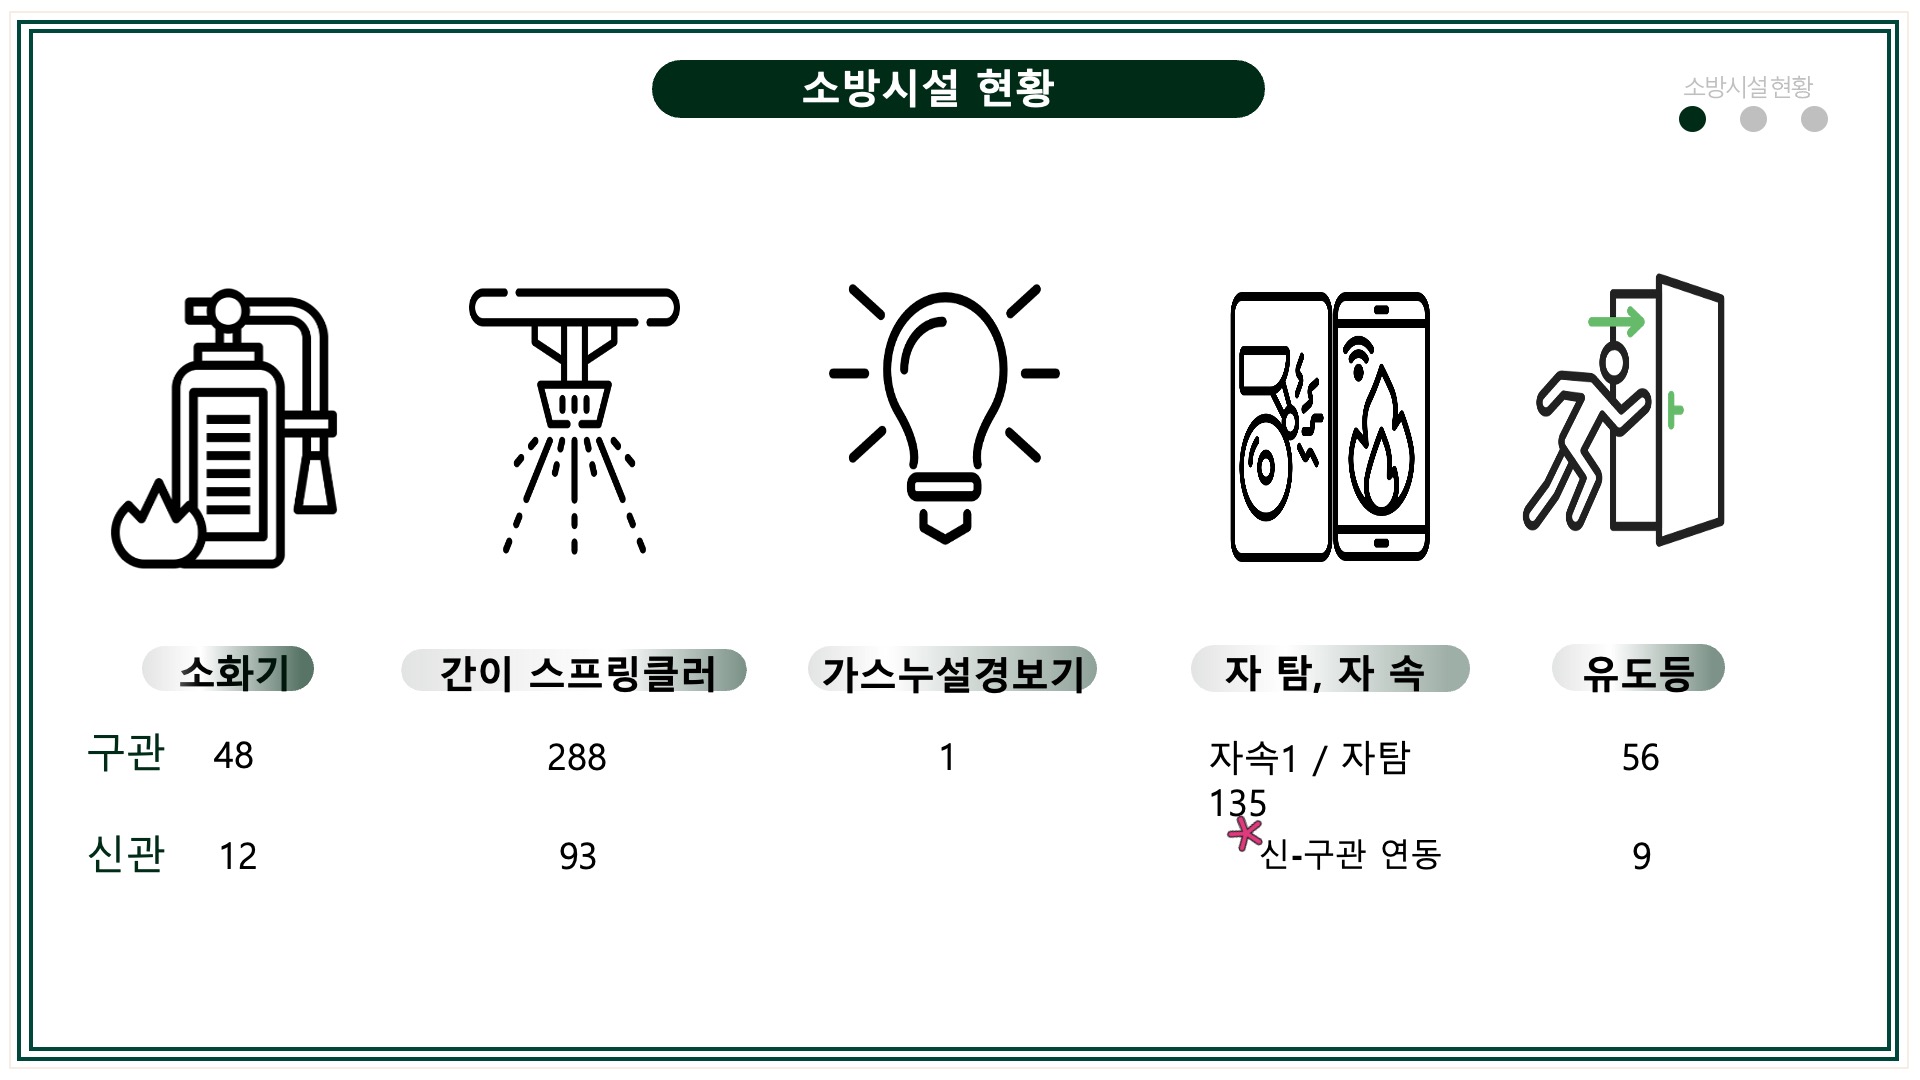 소방시설 현황
소방시설현황
소화기
간이 스프링클러
가스누설경보기
자 탐, 자 속
유도등
구관 48 288 1 자속1 / 자탐 56
135
신관 12 93 신-구관 연동 9